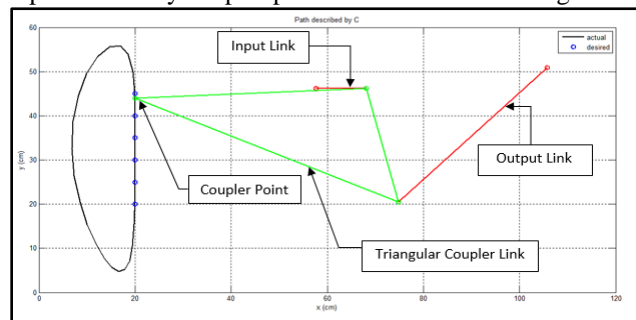 Path described by C
actual
desired
Input Link
Output Link
Coupler Point
Triangular Coupler Link
y (cm)
60
50
40
30
20
10
0
0
20
40
60
80
100
120
x (cm)